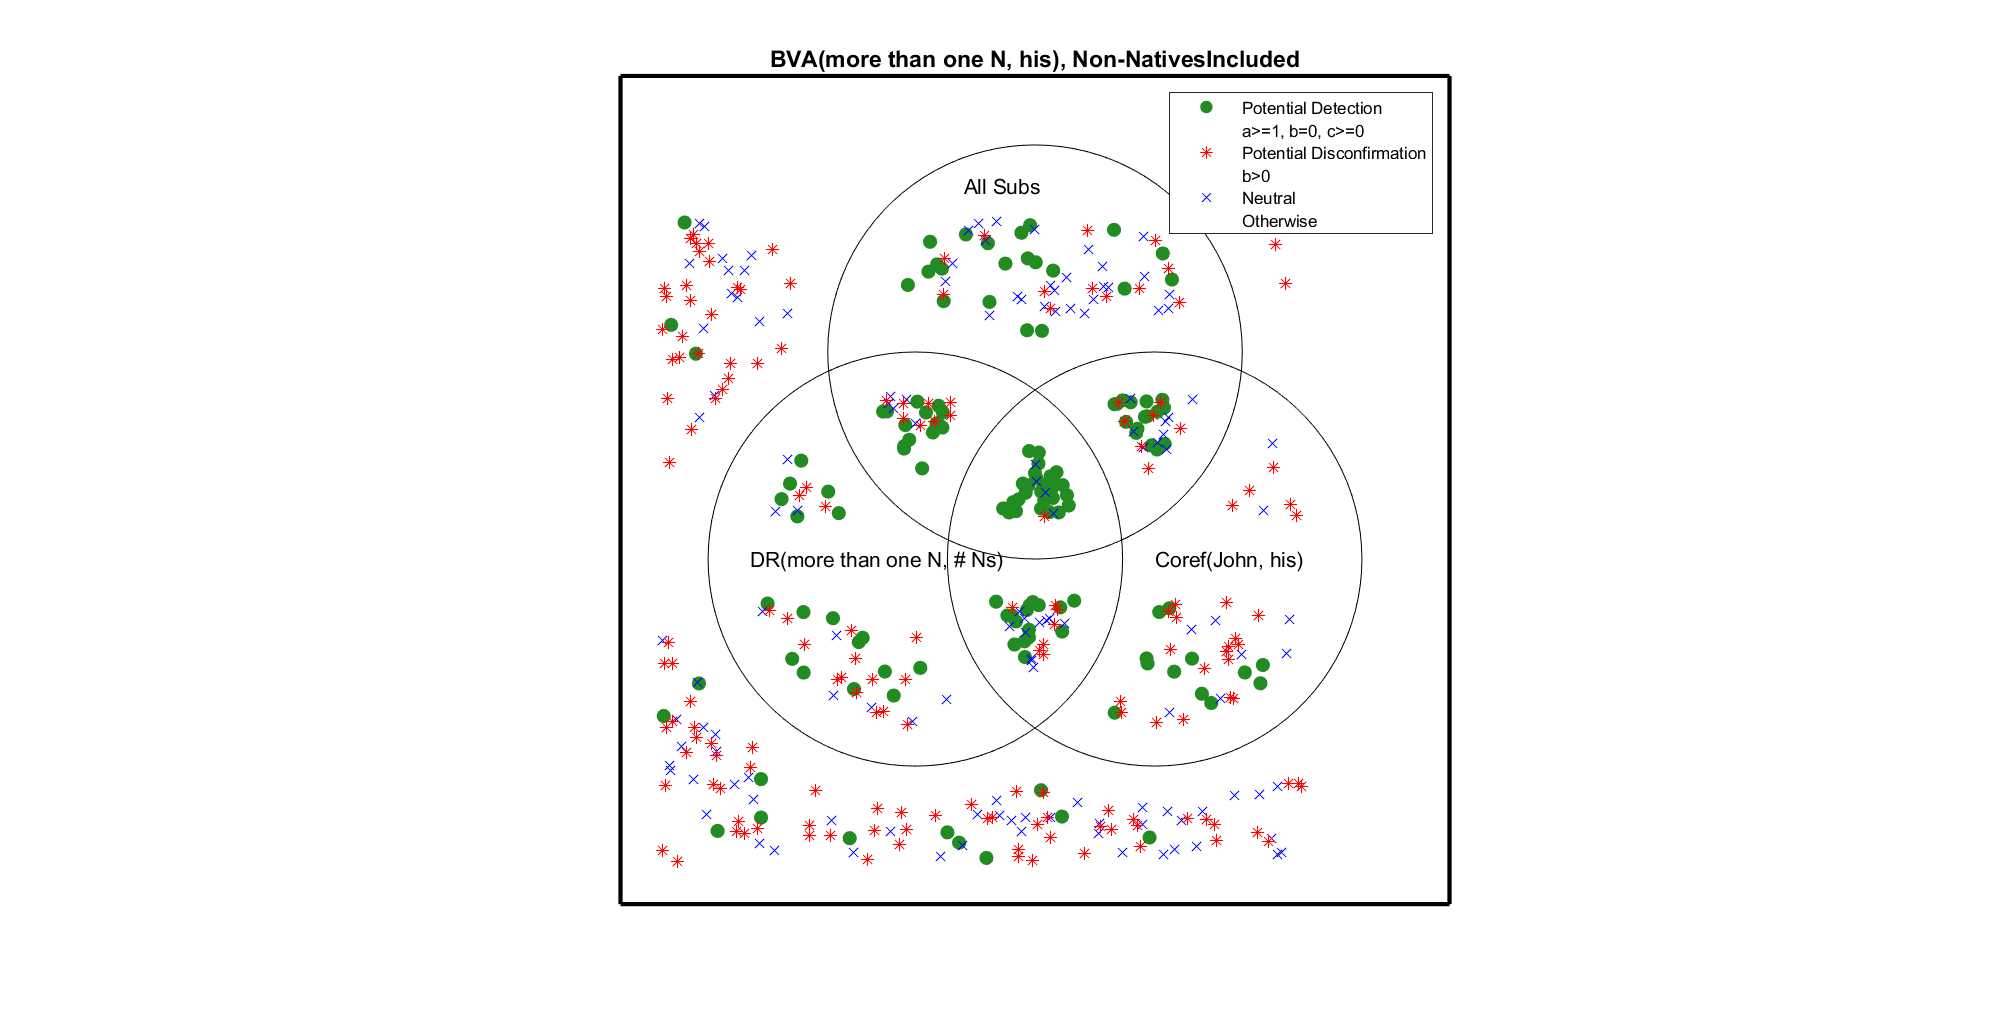 BVA(more than one N, his), Non-NativesIncluded
Potential Detection
a>=1, b=0, c>=0
Potential Disconfirmation
b>0
Neutral
Otherwise
All Subs
DR(more than one N, # Ns)
Coref(John, his)